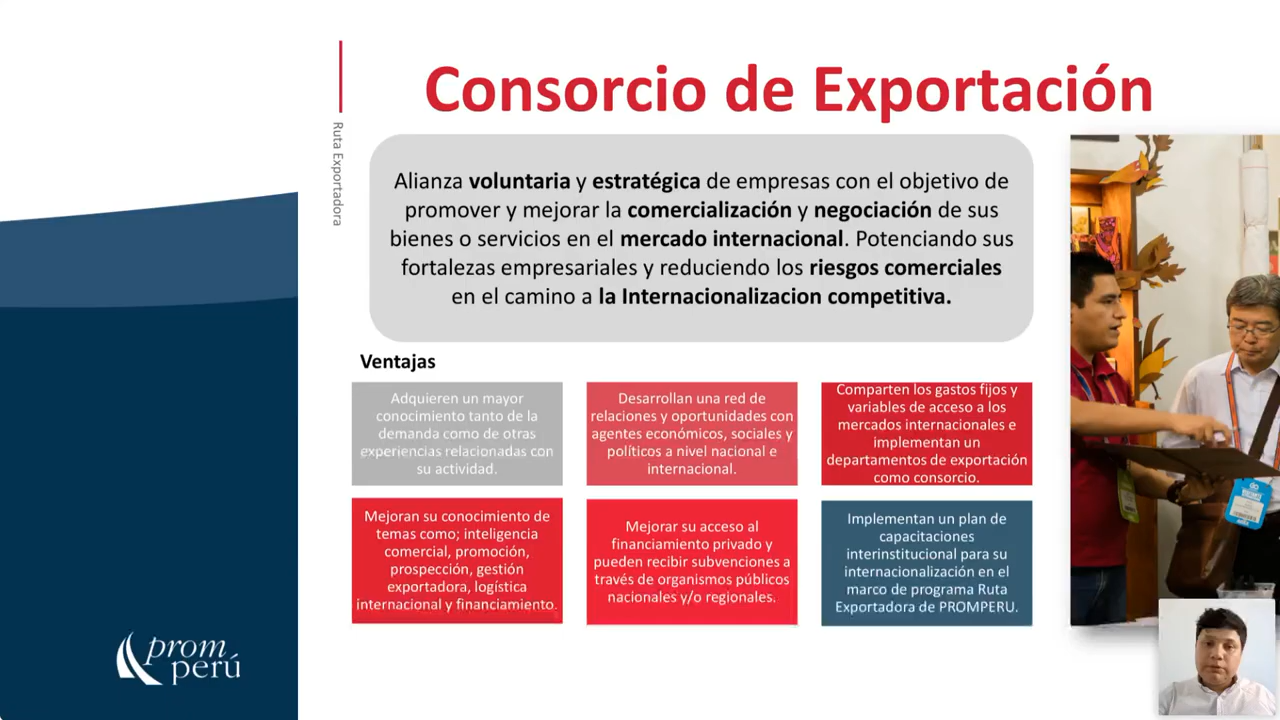 Consorcio de Exportación
Ruta Exportadora
Alianza voluntaria y estratégica de empresas con el objetivo de
promover y mejorar la comercialización y negociación de sus
bienes o servicios en el mercado internacional. Potenciando sus
fortalezas empresariales y reduciendo los riesgos comerciales
en el camino a la Internacionalizacion competitiva.
Ventajas
Adquieren un mayor
conocimiento tanto de la
demanda como de otras
experiencias relacionadas con
su actividad.
Desarrollan una red de
relaciones y oportunidades con
agentes económicos, sociales y
políticos a nivel nacional e
internacional.
Comparten los gastos fijos y
variables de acceso a los
mercados internacionales e
implementan un
departamentos de exportación
como consorcio.
Mejoran su conocimiento de
temas como; inteligencia
comercial, promoción,
prospección, gestión
exportadora, logística
internacional y financiamiento.
Mejorar su acceso al
financiamiento privado y
pueden recibir subvenciones a
través de organismos públicos
nacionales y/o regionales.
Implementan un plan de
capacitaciones
interinstitucional para su
internacionalización en el
marco de programa Ruta
Exportadora de PROMPERU.
prom
perú